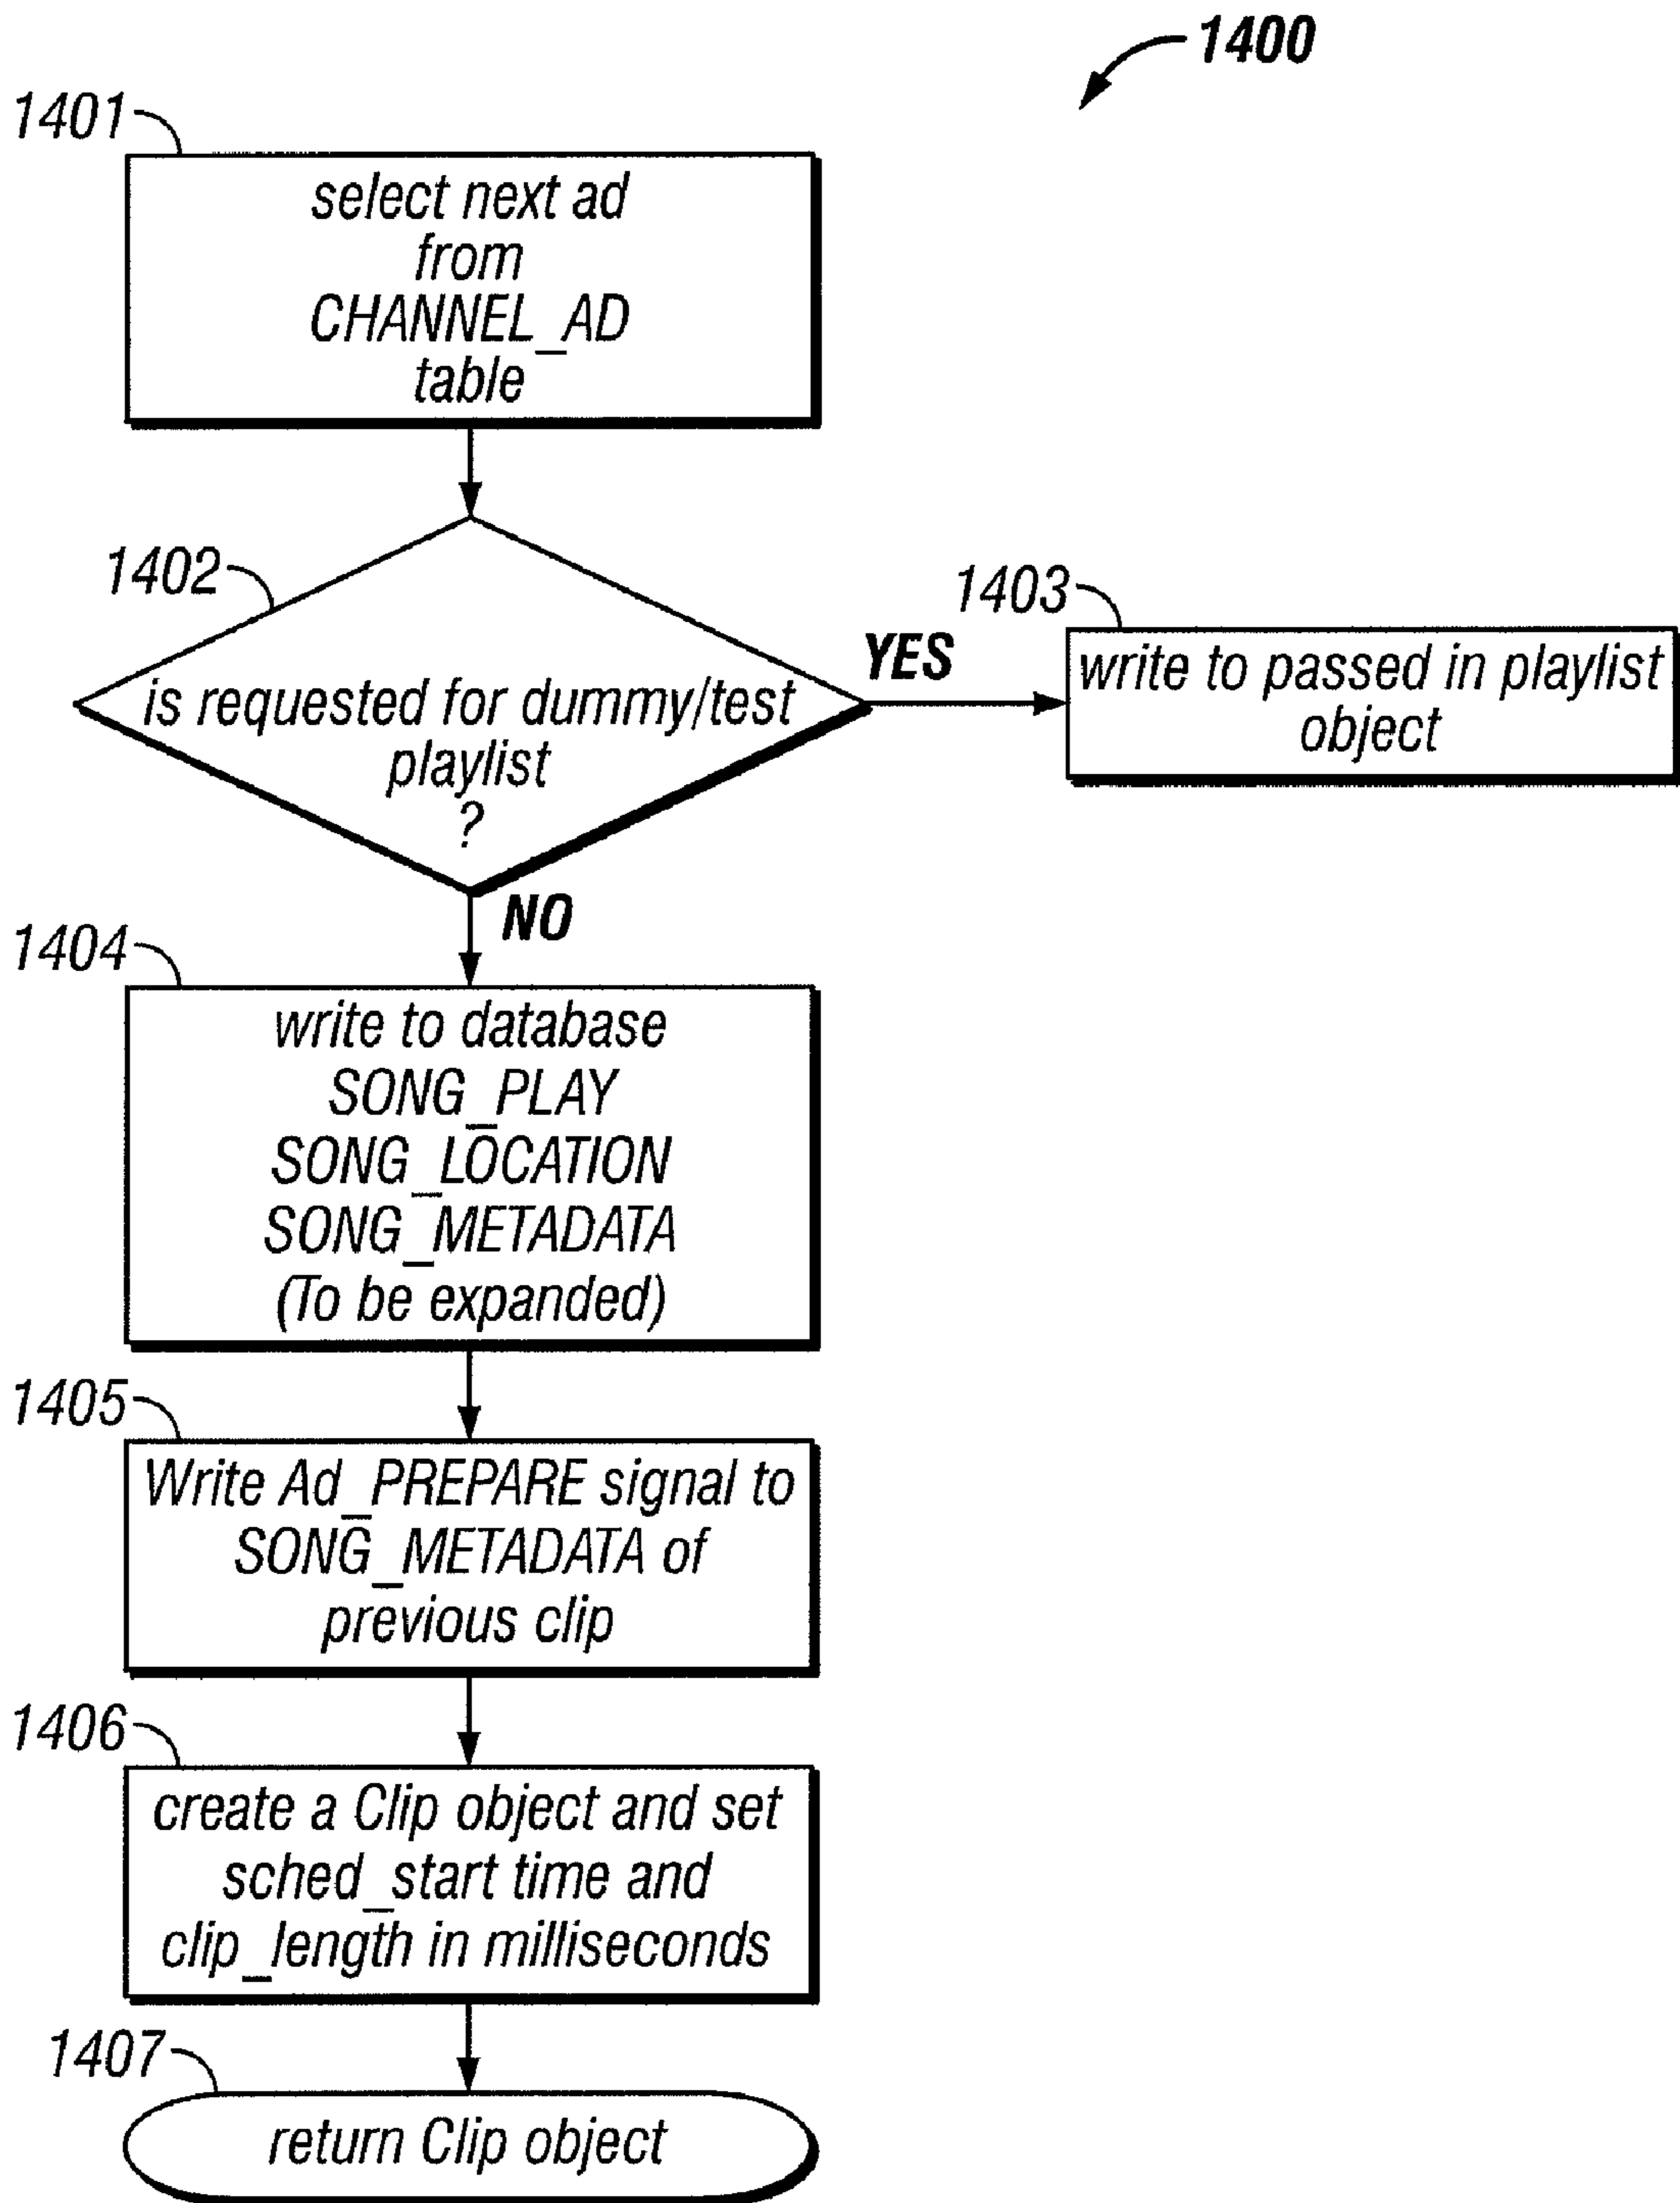 1400
1401
select next ad
from
CHANNEL_AD
table
1402
is requested for dummy/test
playlist
?
YES
1403
write to passed in playlist
object
NO
1404
write to database
SONG_PLAY
SONG_LOCATION
SONG_METADATA
(To be expanded)
1405
Write Ad_PREPARE signal to
SONG_METADATA of
previous clip
1406
create a Clip object and set
sched_start time and
clip_length in milliseconds
1407
return Clip object